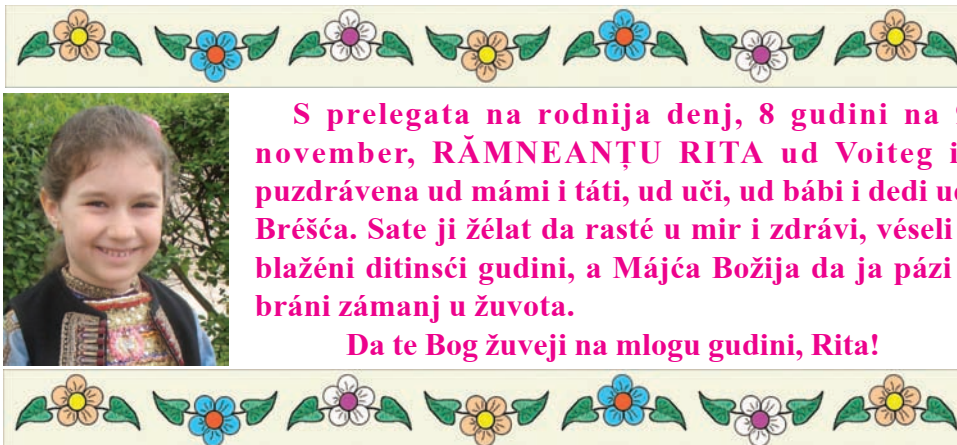 S prelegata na rodnija denj, 8 gudini na
november, RĂMNEANȚU RITA ud Voiteg i
puzdrávena ud mámi i táti, ud uči, ud bábi i dedi
Bréšća. Sate ji žélat da rasté u mir i zdrávi, véseli
blažéni ditinsći gudini, a Májća Božija da ja pázi
bráni zámanj u žuvota.
Da te Bog žuveji na mlogu gudini, Rita!